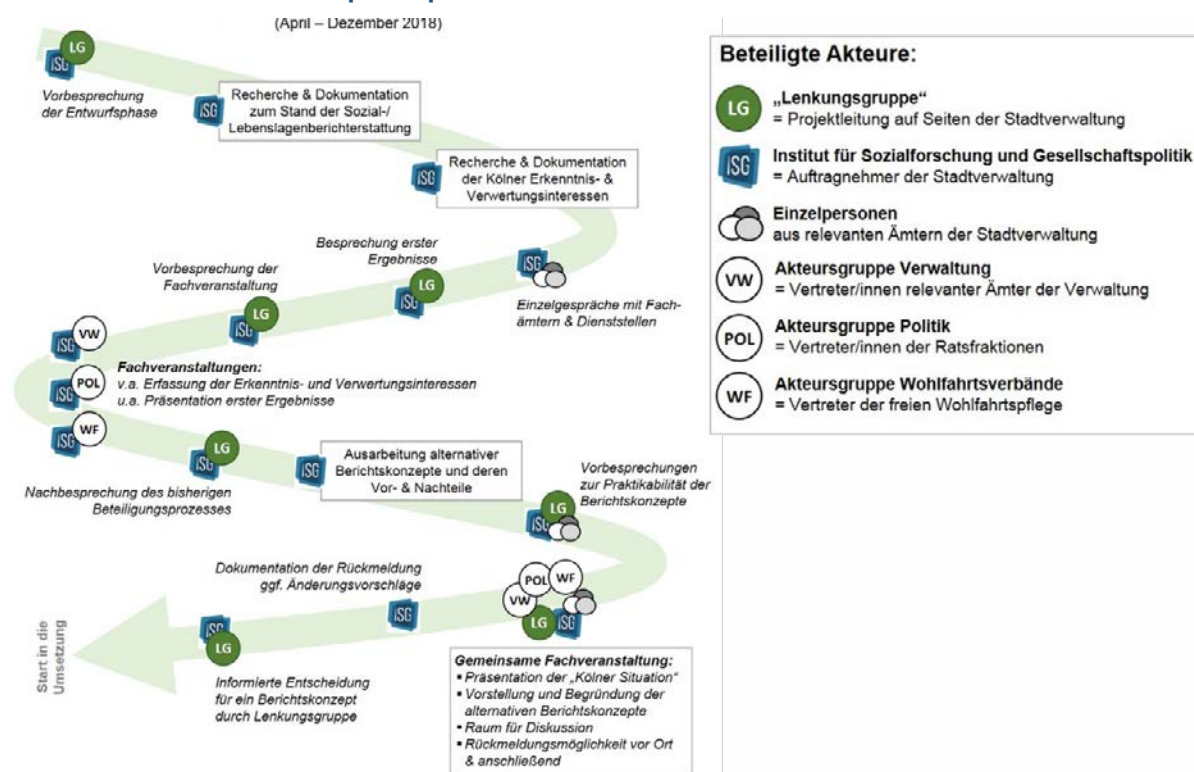 (April – Dezember 2018)
LG
ISG
Vorbesprechung
der Entwurfsphase
ISG
Recherche & Dokumentation
zum Stand der Sozial-/
Lebenslagenberichterstattung
ISG
Recherche & Dokumentation
der Kölner Erkenntnis- &
Verwertungsinteressen
ISG
Einzelgespräche mit Fach-
ämtern & Dienststellen
Besprechung erster
Ergebnisse
LG
ISG
Vorbesprechung der
Fachveranstaltung
LG
ISG
VW
ISG
POL
ISG
WF
ISG
Fachveranstaltungen:
v.a. Erfassung der Erkenntnis- und Verwertungsinteressen
u.a. Präsentation erster Ergebnisse
LG
ISG
Nachbesprechung des bisherigen
Beteiligungsprozesses
ISG
Ausarbeitung alternativer
Berichtskonzepte und deren
Vor- & Nachteile
Vorbesprechungen
zur Praktikabilität der
Berichtskonzepte
LG
ISG
POL
WF
VW
LG
ISG
Gemeinsame Fachveranstaltung:
▪ Präsentation der „Kölner Situation“
▪ Vorstellung und Begründung der
alternativen Berichtskonzepte
▪ Raum für Diskussion
▪ Rückmeldungsmöglichkeit vor Ort
& anschließend
Dokumentation der Rückmeldung
ggf. Änderungsvorschläge
ISG
ISG
LG
Informierte Entscheidung
für ein Berichtskonzept
durch Lenkungsgruppe
Start in die
Umsetzung
Beteiligte Akteure:
LG
„Lenkungsgruppe“
= Projektleitung auf Seiten der Stadtverwaltung
ISG
Institut für Sozialforschung und Gesellschaftspolitik
= Auftragnehmer der Stadtverwaltung
Einzelpersonen
aus relevanten Ämtern der Stadtverwaltung
VW
Akteursgruppe Verwaltung
= Vertreter/innen relevanter Ämter der Verwaltung
POL
Akteursgruppe Politik
= Vertreter/innen der Ratsfraktionen
WF
Akteursgruppe Wohlfahrtsverbände
= Vertreter der freien Wohlfahrtspflege